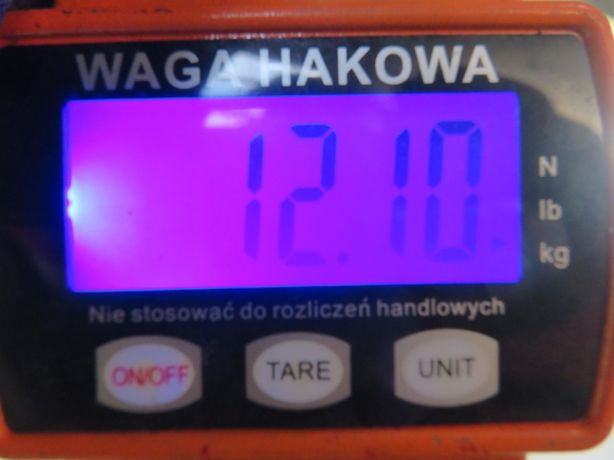 WAGA HAKOWA
12.10
N
lb
kg
Nie stosować do rozliczeń handlowych
ON/OFF TARE UNIT